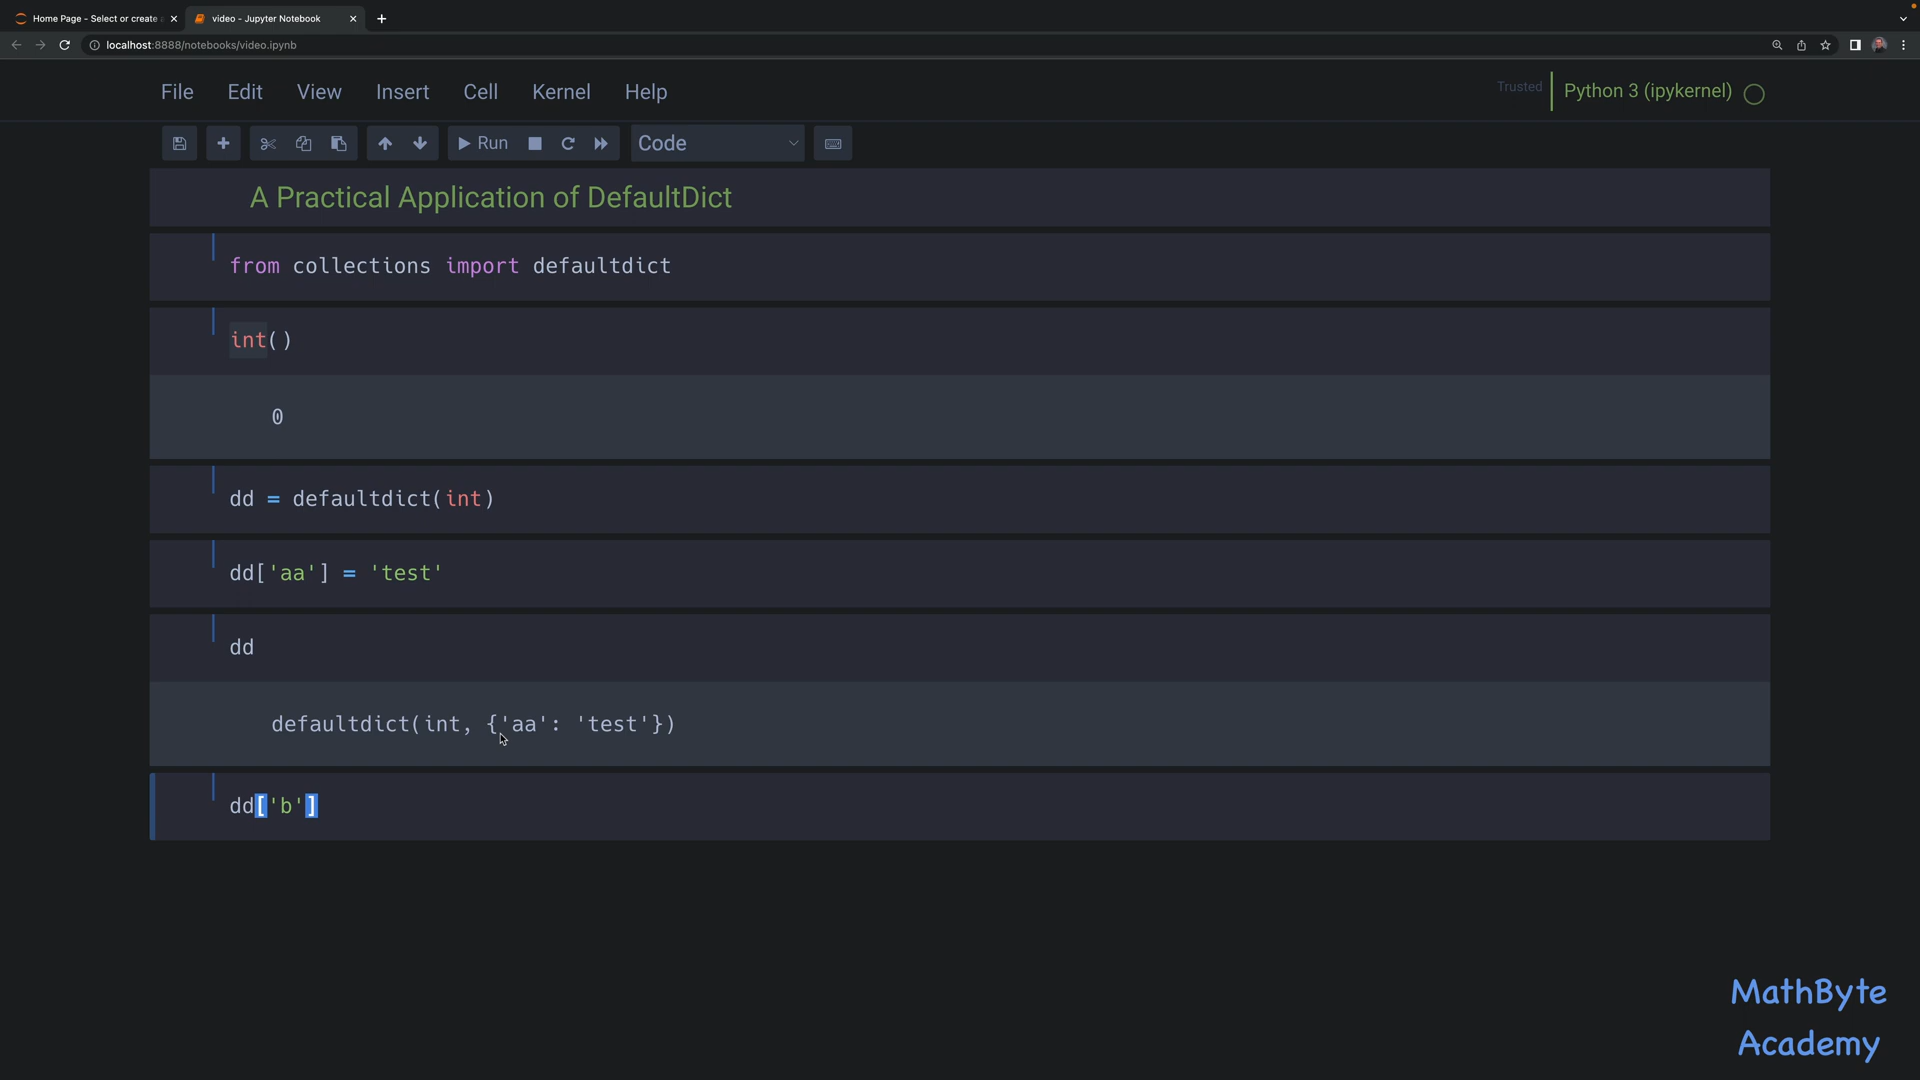 Home Page - Select or create a
video - Jupyter Notebook
localhost:8888/notebooks/video.ipynb
File Edit View Insert Cell Kernel Help
Trusted
Python 3 (ipykernel)
Run
Code
A Practical Application of DefaultDict
from collections import defaultdict
int()
0
dd = defaultdict(int)
dd['aa'] = 'test'
dd
defaultdict(int, {'aa': 'test'})
dd['b']
MathByte
Academy